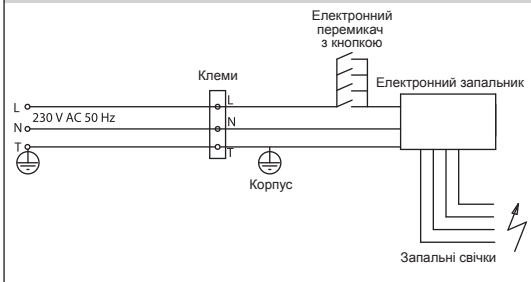 Електронний
перемикач
з кнопкою
Клеми
Електронний запальник
L
L
230 V AC 50 Hz
N
N
T
T
Корпус
Запальні свічки